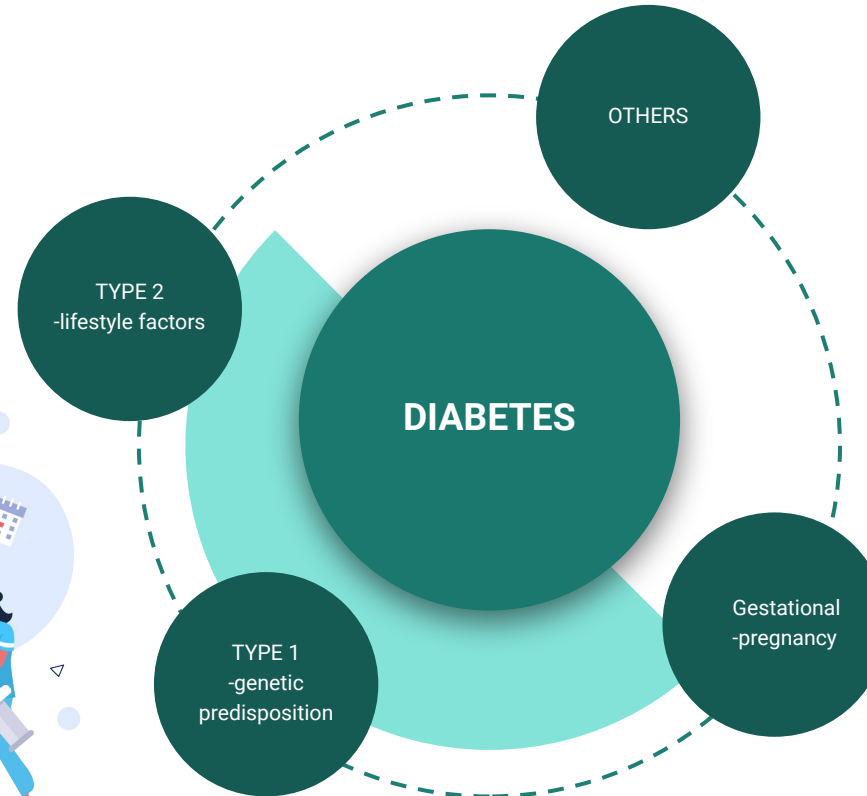 OTHERS
TYPE 2
-lifestyle factors
DIABETES
Gestational
-pregnancy
TYPE 1
-genetic
predisposition